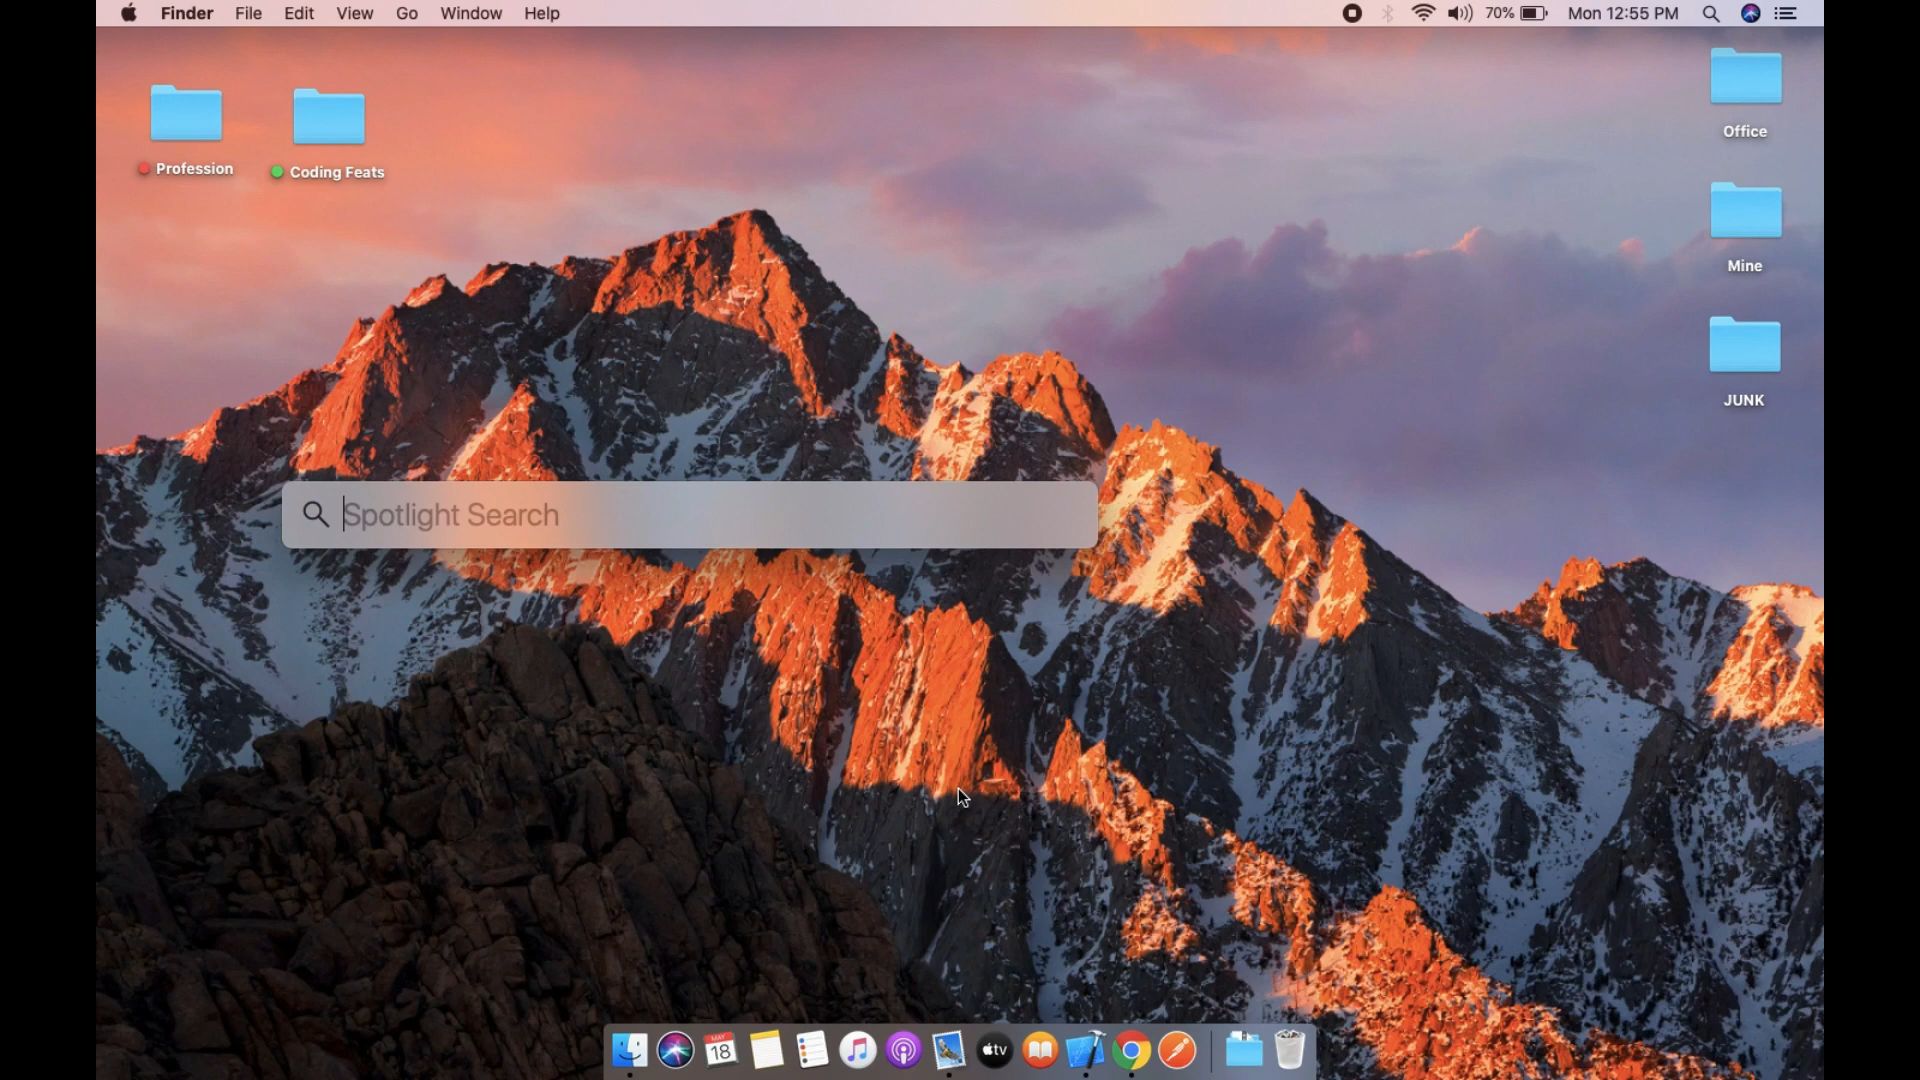 Finder File Edit View Go Window Help 70% Mon 12:55 PM
Profession
Coding Feats
Office
Mine
JUNK
Spotlight Search
MAY
18
tv